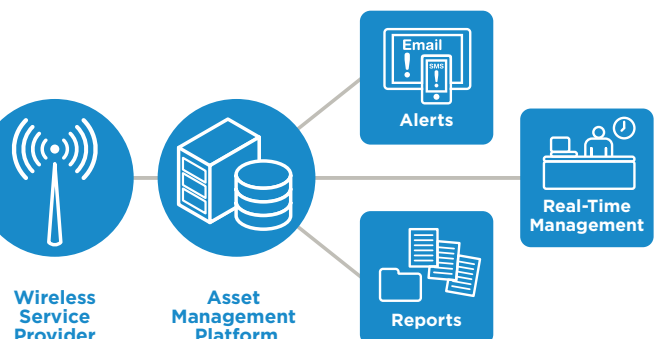 Email
SMS
Alerts
Real-Time
Management
Wireless
Service
Provider
Asset
Management
Platform
Reports